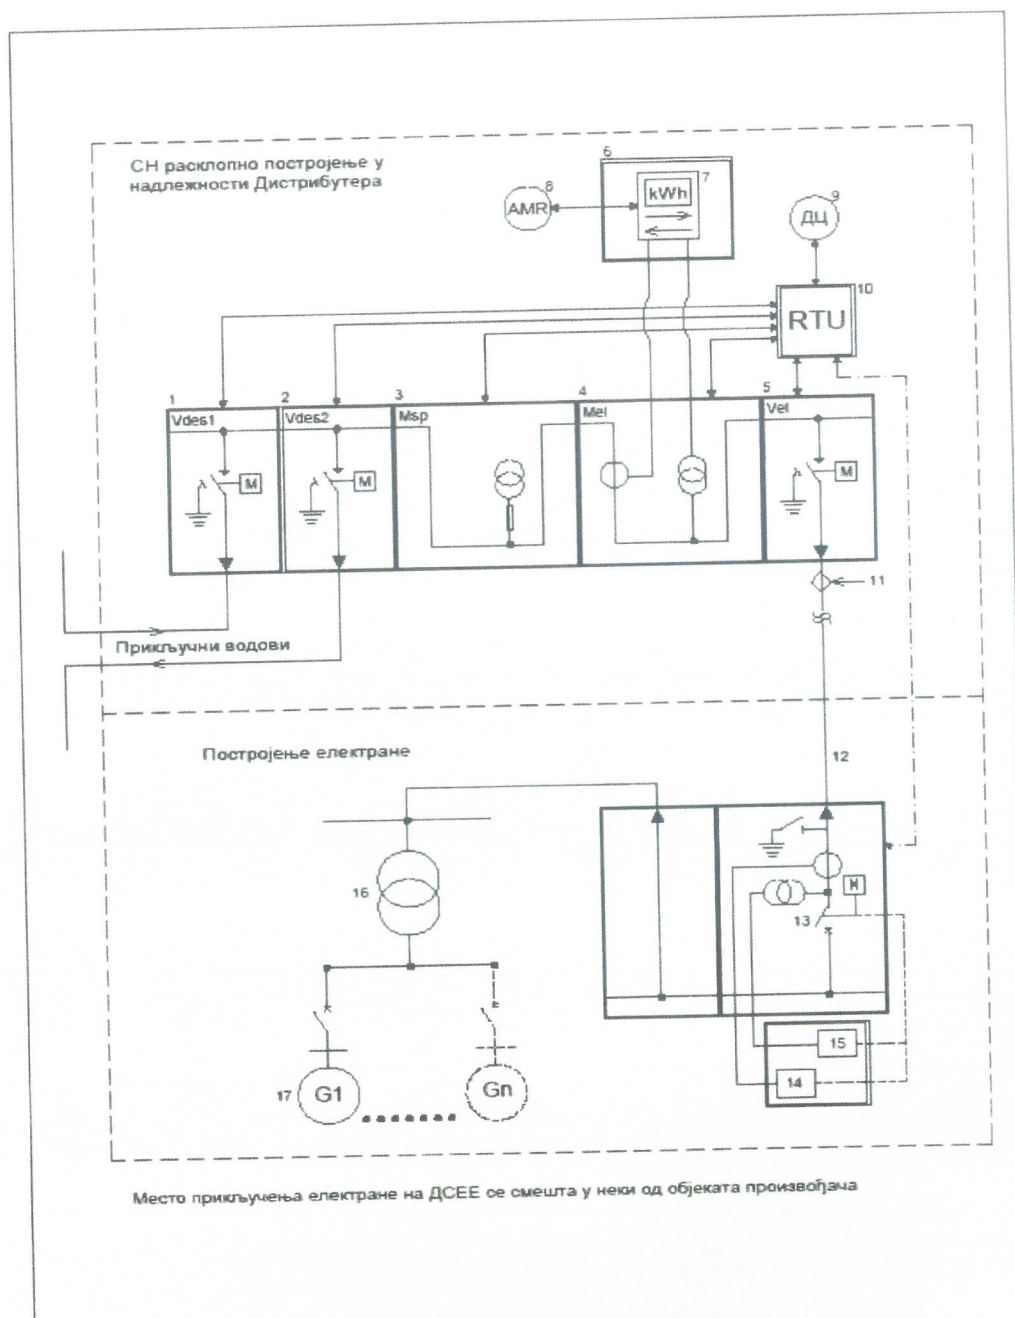 СН расклопно постројење у
надлежности Дистрибутера
6
7
kWh
8
AMR
9
ДЦ
10
RTU
1
Vdes1
M
2
Vdes2
M
3
Msp
4
Mel
5
Vel
M
11
Прикључни водови
Постројење електране
12
16
13
M
15
14
17
G1
Gn
Место прикључења електране на ДСЕЕ се смешта у неки од објеката произвођача